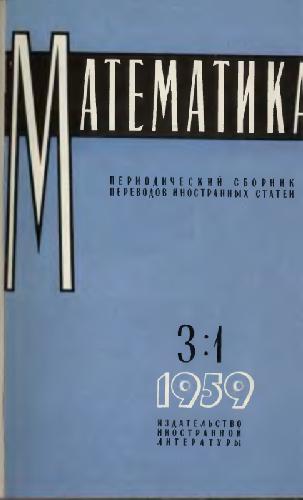 МАТЕМАТИКА
ПЕРИОДИЧЕСКИЙ СБОРНИК
ПЕРЕВОДОВ ИНОСТРАННЫХ СТАТЕЙ
3:1
1959
ИЗДАТЕЛЬСТВО
ИНОСТРАННОЙ
ЛИТЕРАТУРЫ